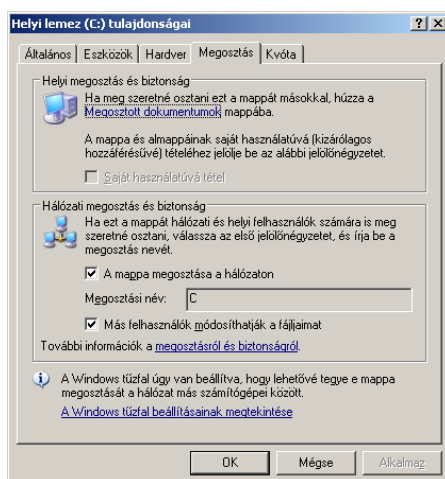 Helyi lemez (C:) tulajdonságai
Általános Eszközök Hardver Megosztás Kvóta
Helyi megosztás és biztonság
Ha meg szeretné osztani ezt a mappát másokkal, húzza a
Megosztott dokumentumok mappába.
A mappa és almappáinak saját használatúvá (kizárólagos
hozzáférésűvé) tételéhez jelölje be az alábbi jelölőnégyzetet.
Saját használatúvá tétel
Hálózati megosztás és biztonság
Ha ezt a mappát hálózati és helyi felhasználók számára is meg
szeretné osztani, válassza az első jelölőnégyzetet, és írja be a
megosztás nevét.
A mappa megosztása a hálózaton
Megosztási név: C
Más felhasználók módosíthatják a fájljaimat
További információk a megosztásról és biztonságról.
A Windows tűzfal úgy van beállítva, hogy lehetővé tegye e mappa
megosztását a hálózat más számítógépei között.
A Windows tűzfal beállításainak megtekintése
OK Mégse Alkalmaz